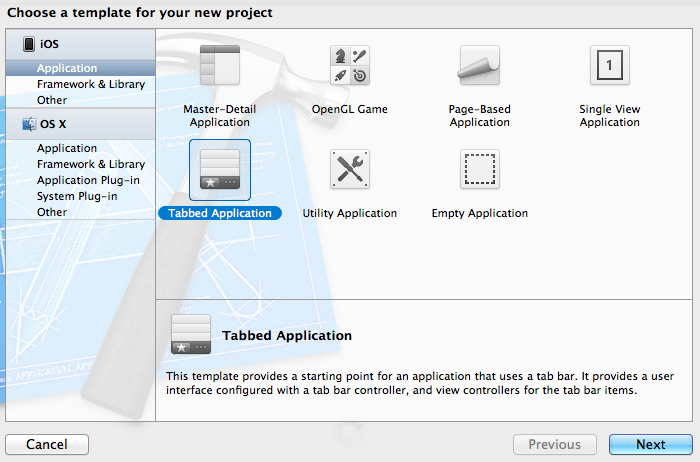 Choose a template for your new project
iOS
Application
Framework & Library
Other
OS X
Application
Framework & Library
Application Plug-in
System Plug-in
Other
Master-Detail
Application
OpenGL Game
Page-Based
Application
1
Single View
Application
Tabbed Application
Utility Application
Empty Application
Tabbed Application
This template provides a starting point for an application that uses a tab bar. It provides a user
interface configured with a tab bar controller, and view controllers for the tab bar items.
APPLICATION.APP
Cancel
Previous
Next